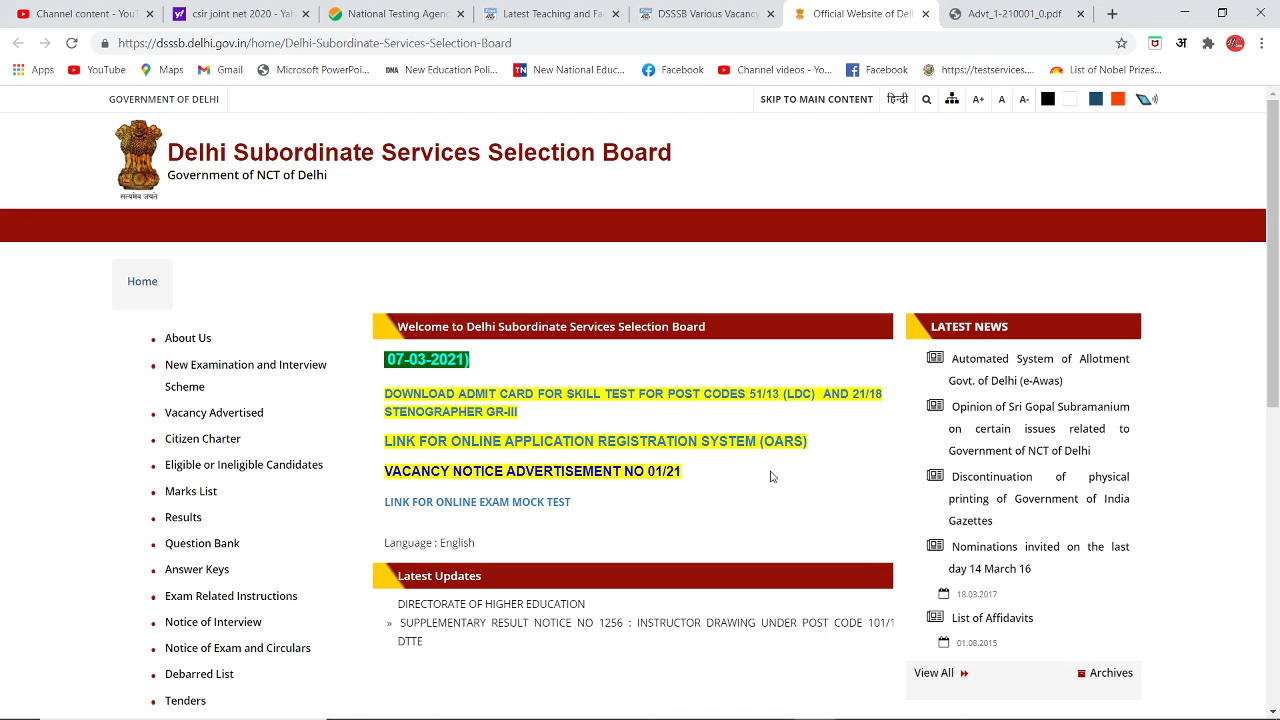 Channel content - YouTube - Yo
csir joint net 2020 - Yahoo
National Testing Agency
Latest Teaching and Fa
DSSSB Various Vacancy
Official Website of Del
Advt_1-210001_0.pdf
https://dsssb.delhi.gov.in/home/Delhi-Subordinate-Services-Selection-Board
Apps YouTube Maps Gmail Microsoft PowerPoi... New Education Poli... New National Educ... Facebook Channel videos - Yo... Facebook https://testservices.... List of Nobel Prizes...
GOVERNMENT OF DELHI SKIP TO MAIN CONTENT हिन्दी A+ A A-
Delhi Subordinate Services Selection Board
Government of NCT of Delhi
सत्यमेव जयते
Home
About Us
New Examination and Interview
Scheme
Vacancy Advertised
Citizen Charter
Eligible or Ineligible Candidates
Marks List
Results
Question Bank
Answer Keys
Exam Related Instructions
Notice of Interview
Notice of Exam and Circulars
Debarred List
Tenders
Welcome to Delhi Subordinate Services Selection Board
07-03-2021)
DOWNLOAD ADMIT CARD FOR SKILL TEST FOR POST CODES 51/13 (LDC) AND 21/18
STENOGRAPHER GR-III
LINK FOR ONLINE APPLICATION REGISTRATION SYSTEM (OARS)
VACANCY NOTICE ADVERTISEMENT NO 01/21
LINK FOR ONLINE EXAM MOCK TEST
Language : English
Latest Updates
DIRECTORATE OF HIGHER EDUCATION
» SUPPLEMENTARY RESULT NOTICE NO 1256 : INSTRUCTOR DRAWING UNDER POST CODE 101/1
DTTE
LATEST NEWS
Automated System of Allotment
Govt. of Delhi (e-Awas)
Opinion of Sri Gopal Subramanium
on certain issues related to
Government of NCT of Delhi
Discontinuation of physical
printing of Government of India
Gazettes
Nominations invited on the last
day 14 March 16
18.03.2017
List of Affidavits
01.08.2015
View All Archives